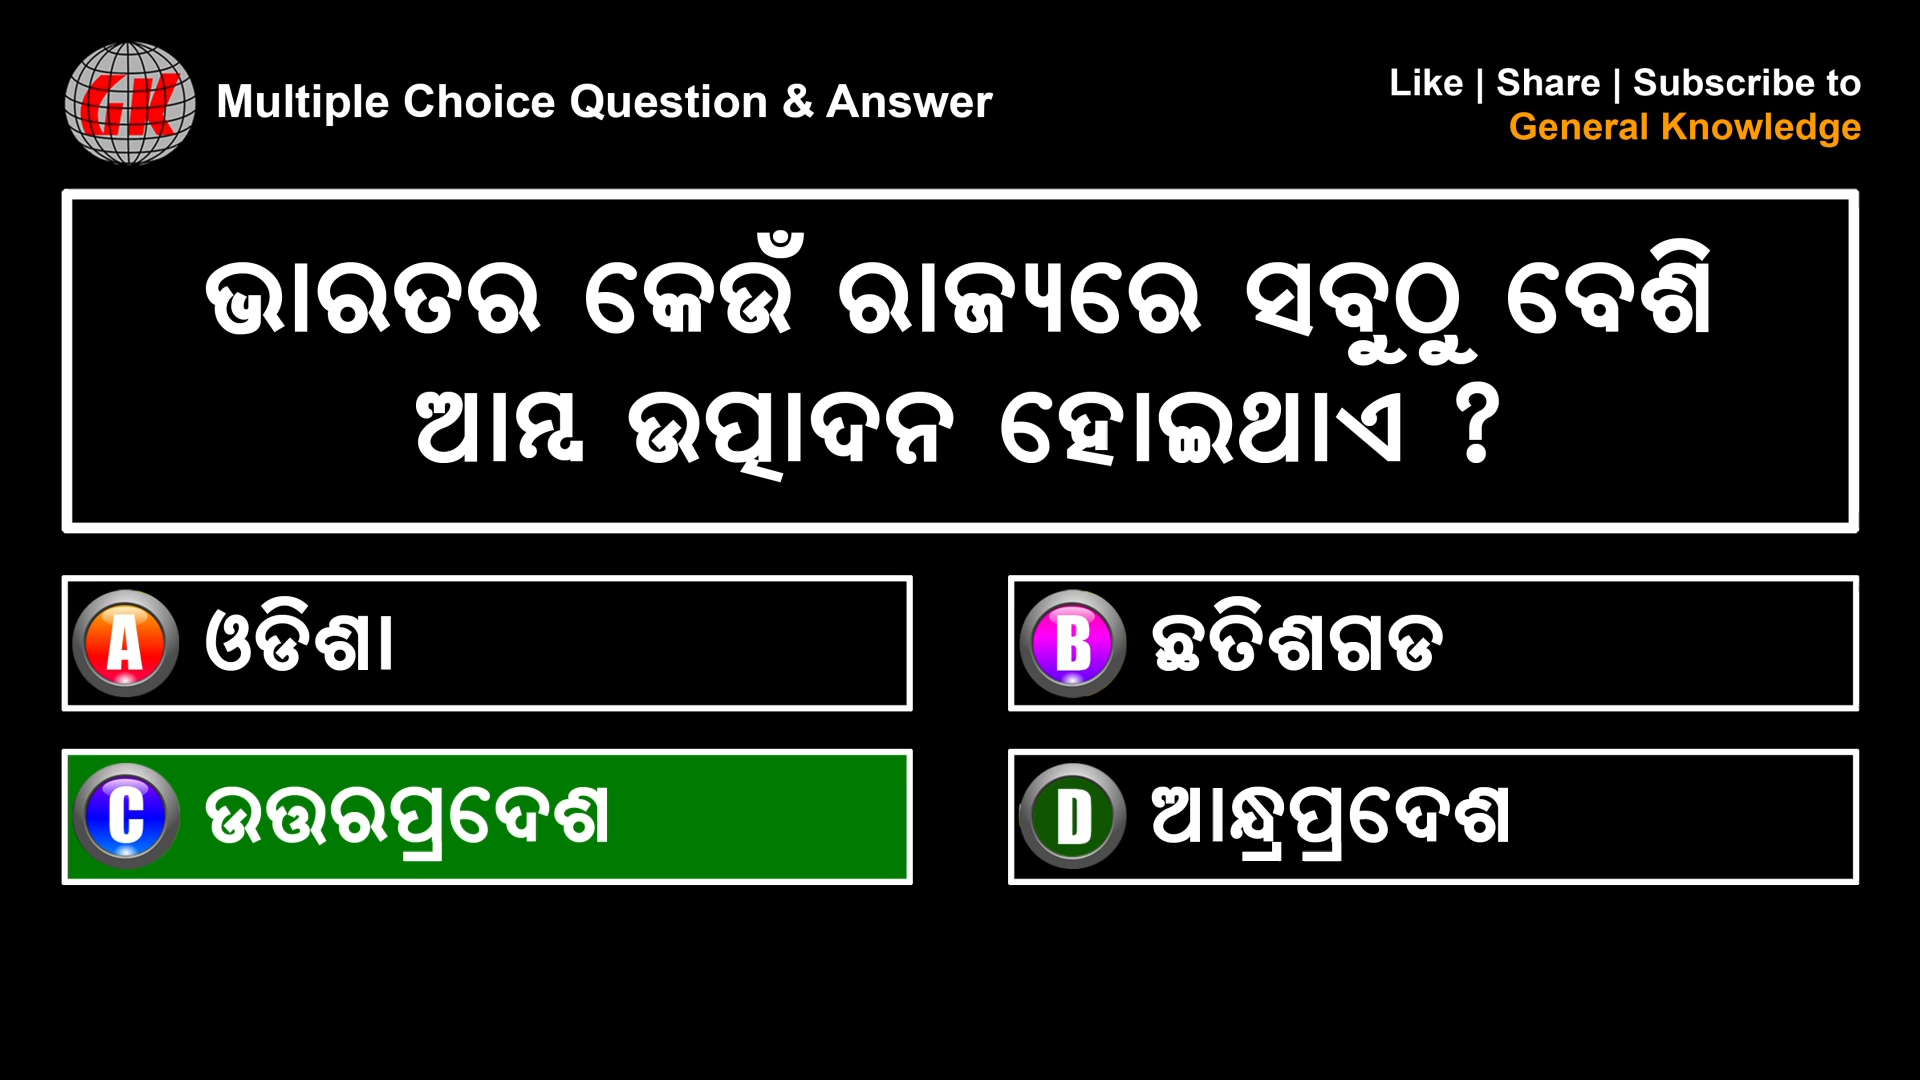 GK
Multiple Choice Question & Answer
Like | Share | Subscribe to
General Knowledge
ଭାରତର କେଉଁ ରାଜ୍ୟରେ ସବୁଠୁ ବେଶି
ଆମ୍ବ ଉତ୍ପାଦନ ହୋଇଥାଏ ?
A ଓଡିଶା
B ଛତିଶଗଡ
C ଉତ୍ତରପ୍ରଦେଶ
D ଆନ୍ଧ୍ରପ୍ରଦେଶ